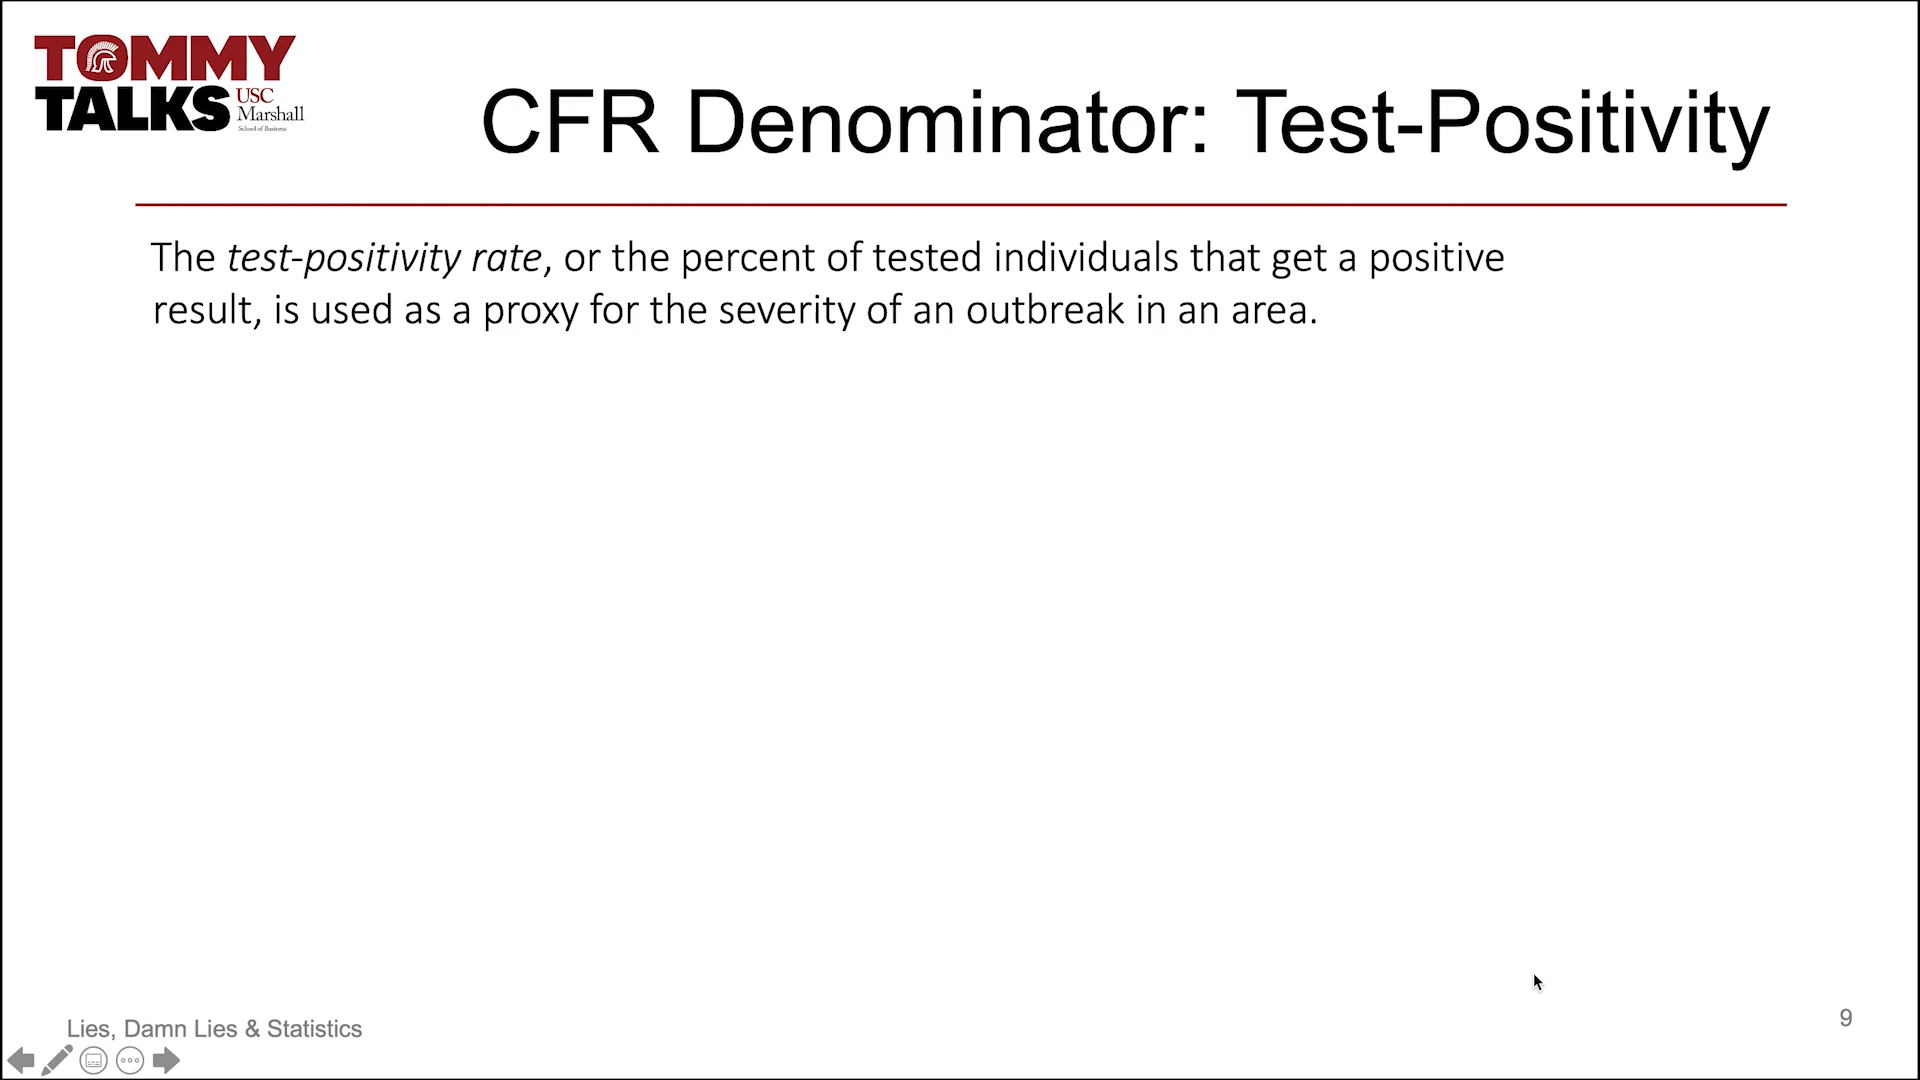 TOMMY
TALKS USC
Marshall
School of Business
CFR Denominator: Test-Positivity
The test-positivity rate, or the percent of tested individuals that get a positive
result, is used as a proxy for the severity of an outbreak in an area.
Lies, Damn Lies & Statistics
9